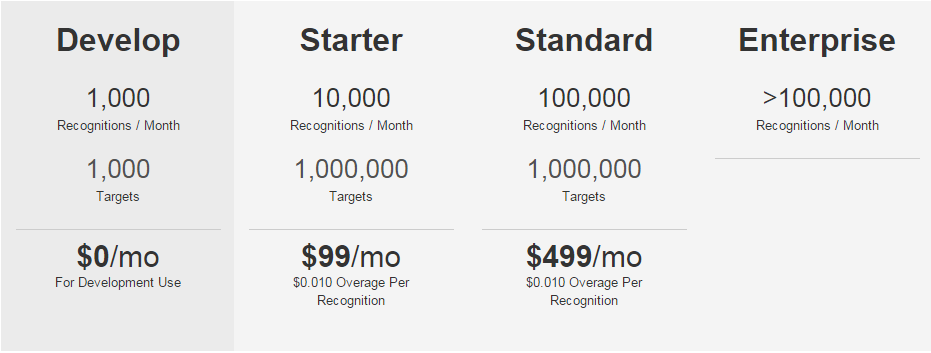 Develop
1,000
Recognitions / Month
1,000
Targets
$0/mo
For Development Use
Starter
10,000
Recognitions / Month
1,000,000
Targets
$99/mo
$0.010 Overage Per
Recognition
Standard
100,000
Recognitions / Month
1,000,000
Targets
$499/mo
$0.010 Overage Per
Recognition
Enterprise
>100,000
Recognitions / Month